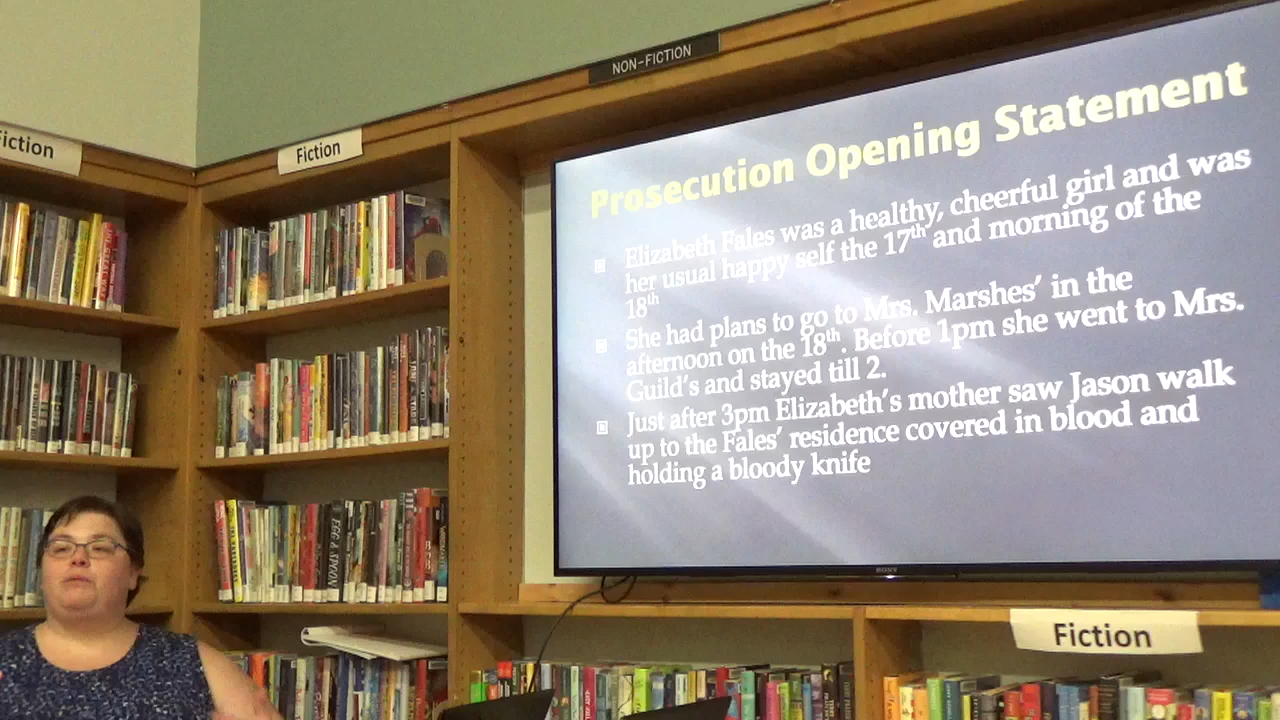 NON-FICTION
Fiction
Fiction
Prosecution Opening Statement
Elizabeth Fales was a healthy, cheerful girl and was
her usual happy self the 17th and morning of the
18th
She had plans to go to Mrs. Marshes' in the
afternoon on the 18th. Before 1pm she went to Mrs.
Guild's and stayed till 2.
Just after 3pm Elizabeth's mother saw Jason walk
up to the Fales' residence covered in blood and
holding a bloody knife
SONY
EGG & SPOON
Fiction